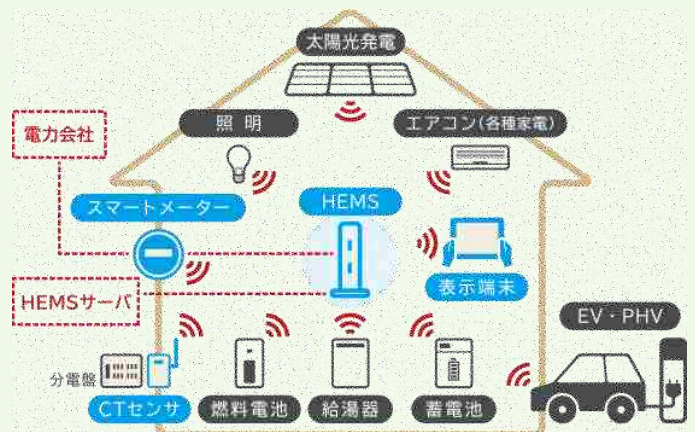 太陽光発電
照明
エアコン(各種家電)
電力会社
スマートメーター
HEMS
表示端末
HEMSサーバ
EV・PHV
分電盤
CTセンサ
燃料電池
給湯器
蓄電池